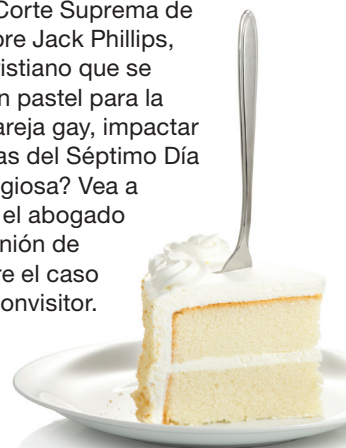 Corte Suprema de
bre Jack Phillips,
istiano que se
n pastel para la
areja gay, impactar
as del Séptimo Día
giosa? Vea a
el abogado
nión de
re el caso
onvisitor.